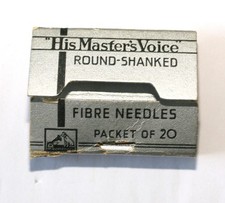 "His Master's Voice"
ROUND-SHANKED
FIBRE NEEDLES
PACKET OF 20